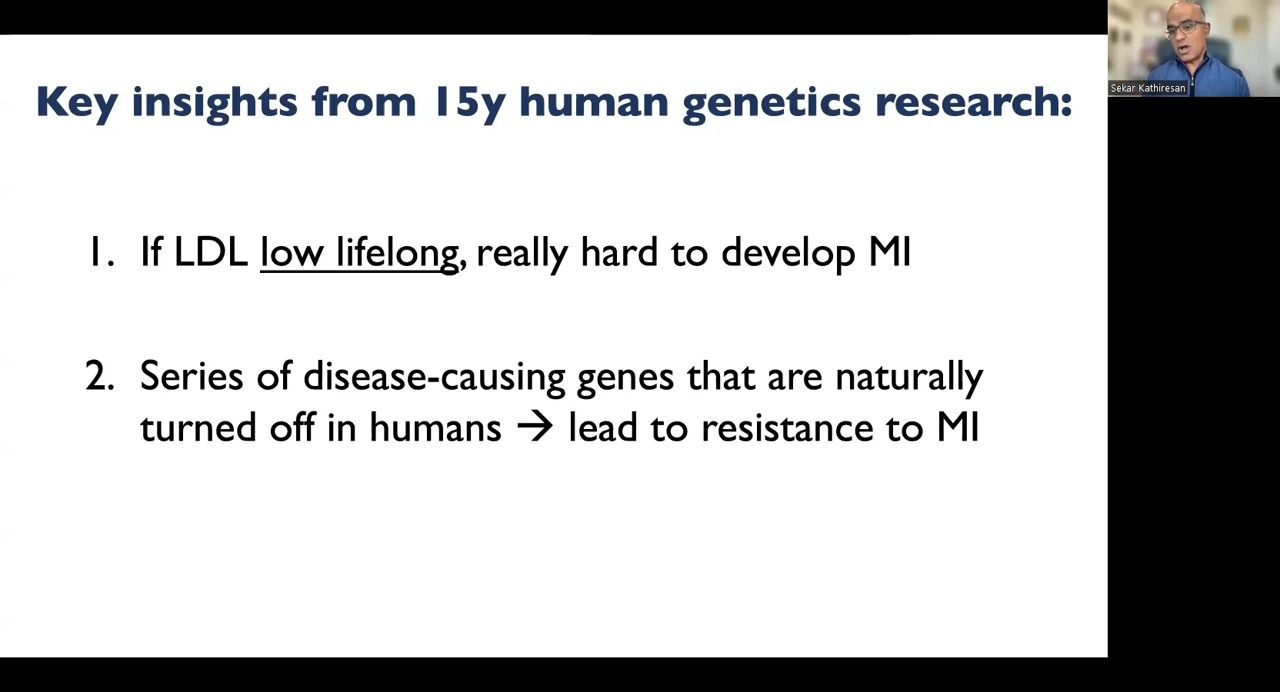 Key insights from 15y human genetics research:
Sekar Kathiresan
1. If LDL low lifelong, really hard to develop MI
2. Series of disease-causing genes that are naturally
turned off in humans → lead to resistance to MI